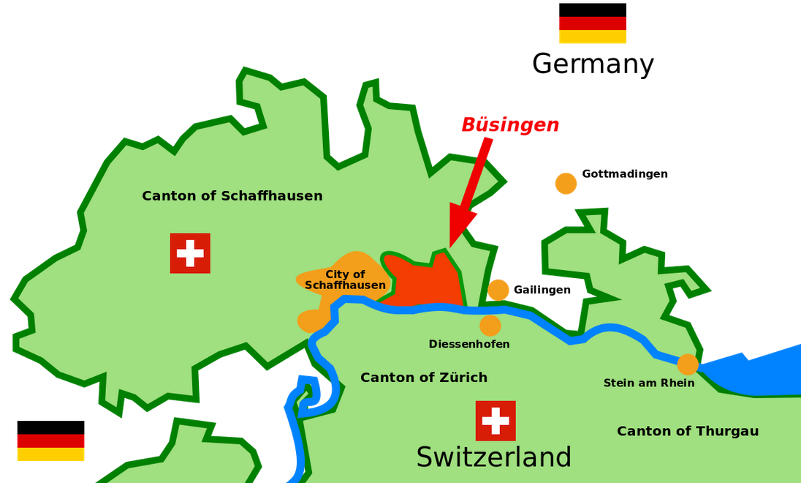 Germany
Büsingen
Gottmadingen
Canton of Schaffhausen
City of
Schaffhausen
Gailingen
Diessenhofen
Canton of Zürich
Stein am Rhein
Canton of Thurgau
Switzerland